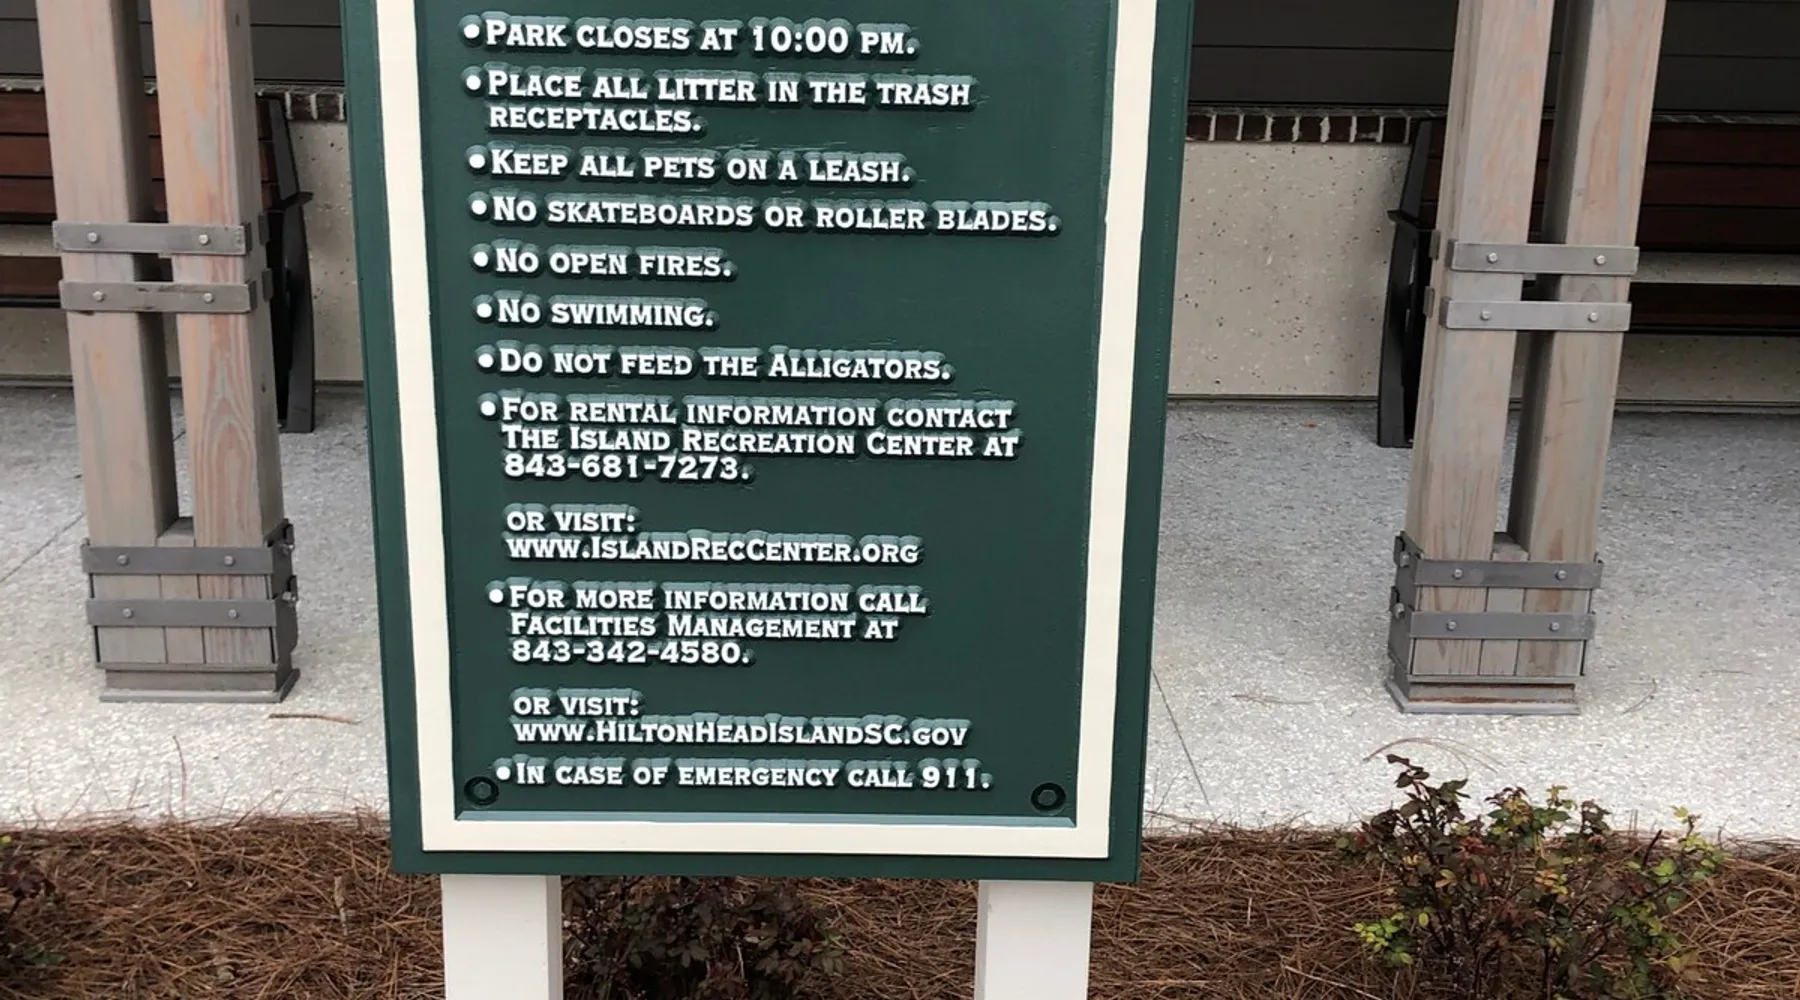 • PARK CLOSES AT 10:00 PM.
• PLACE ALL LITTER IN THE TRASH
RECEPTACLES.
• KEEP ALL PETS ON A LEASH.
• NO SKATEBOARDS OR ROLLER BLADES.
• NO OPEN FIRES.
• NO SWIMMING.
• DO NOT FEED THE ALLIGATORS.
• FOR RENTAL INFORMATION CONTACT
THE ISLAND RECREATION CENTER AT
843-681-7273.
OR VISIT:
WWW.ISLANDRECCENTER.ORG
• FOR MORE INFORMATION CALL
FACILITIES MANAGEMENT AT
843-342-4580.
OR VISIT:
WWW.HILTONHEADISLANDSC.GOV
• IN CASE OF EMERGENCY CALL 911.